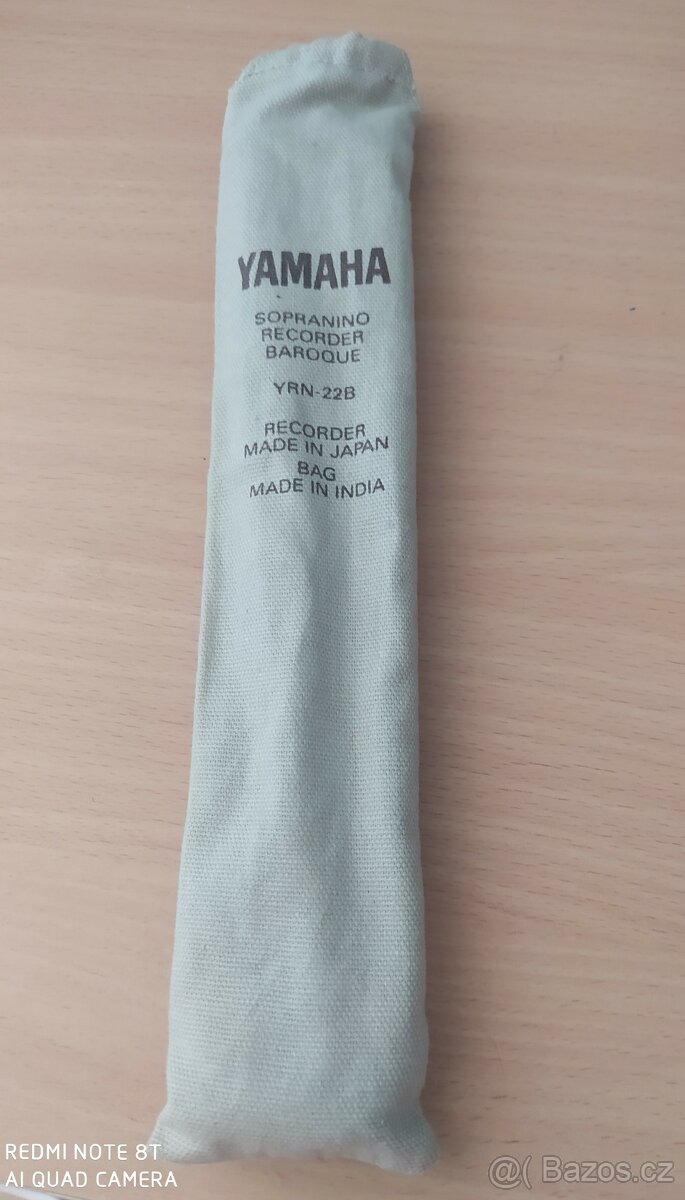 YAMAHA
SOPRANINO
RECORDER
BAROQUE
YRN-22B
RECORDER
MADE IN JAPAN
BAG
MADE IN INDIA
REDMI NOTE 8T
AI QUAD CAMERA
@( Bazos.cz